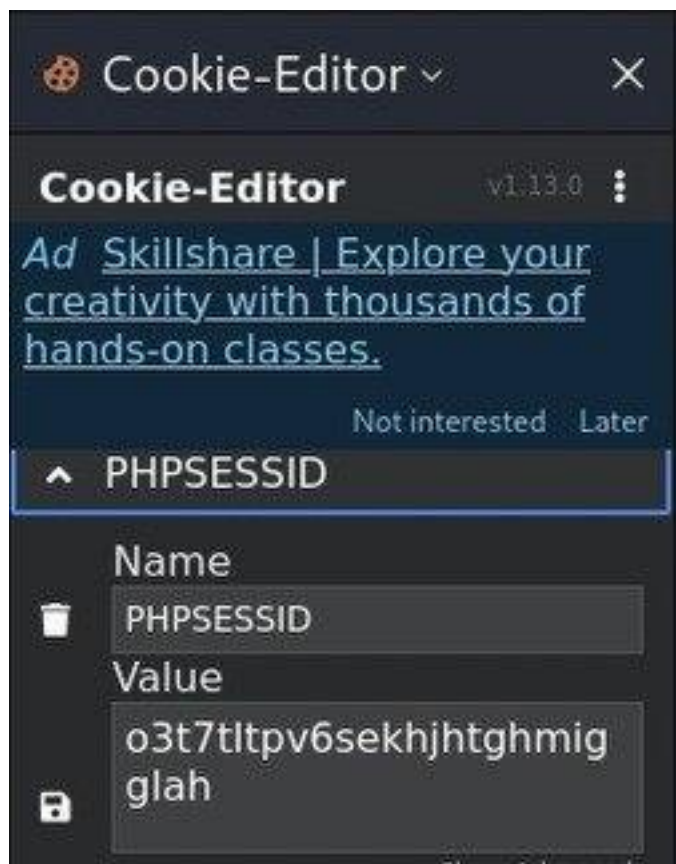 Cookie-Editor
Cookie-Editor v1.13.0
Ad Skillshare | Explore your
creativity with thousands of
hands-on classes.
Not interested Later
PHPSESSID
Name
PHPSESSID
Value
o3t7tltpv6sekhjhtghmig
glah